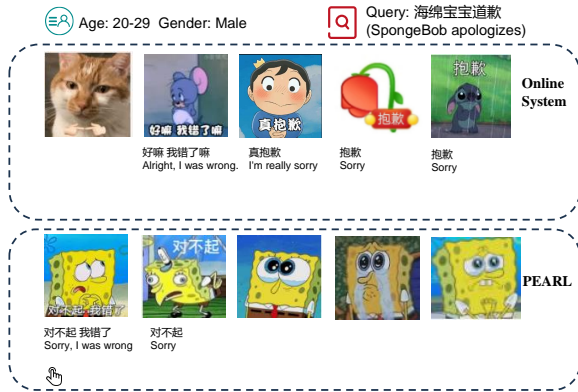 Age: 20-29 Gender: Male
Query: 海绵宝宝道歉
(SpongeBob apologizes)
好嘛 我错了嘛
真抱歉
抱歉
抱歉
Online
System
好嘛 我错了嘛
Alright, I was wrong.
真抱歉
I'm really sorry
抱歉
Sorry
抱歉
Sorry
对不起 我错了
对不起
PEARL
对不起 我错了
Sorry, I was wrong
对不起
Sorry